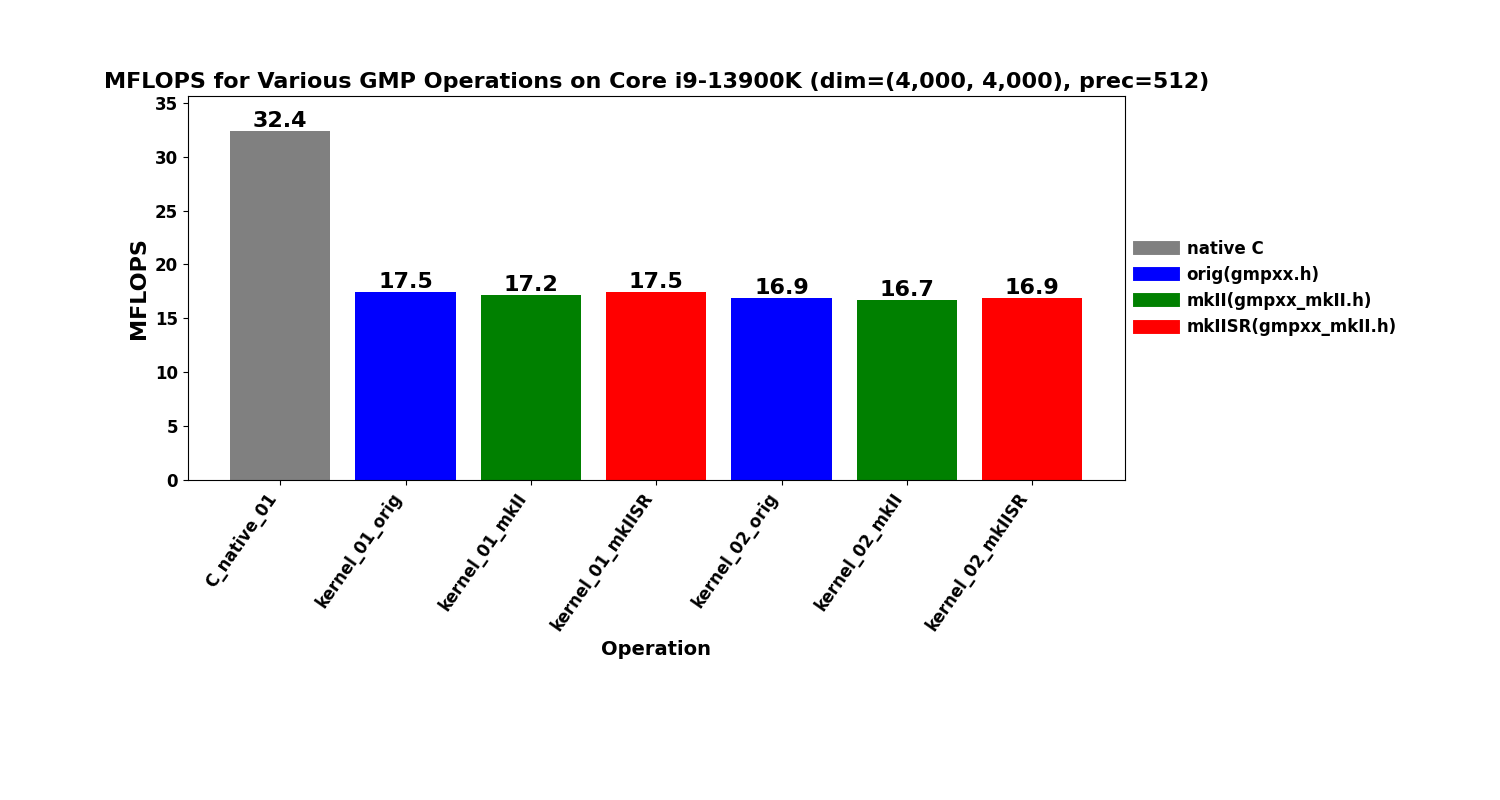 MFLOPS for Various GMP Operations on Core i9-13900K (dim=(4,000, 4,000), prec=512)
35
30
25
20
15
10
5
0
MFLOPS
32.4
17.5
17.2
17.5
16.9
16.7
16.9
C_native_01
kernel_01_orig
kernel_01_mkII
kernel_01_mkIISR
kernel_02_orig
kernel_02_mkII
kernel_02_mkIISR
Operation
native C
orig(gmpxx.h)
mkII(gmpxx_mkII.h)
mkIISR(gmpxx_mkII.h)